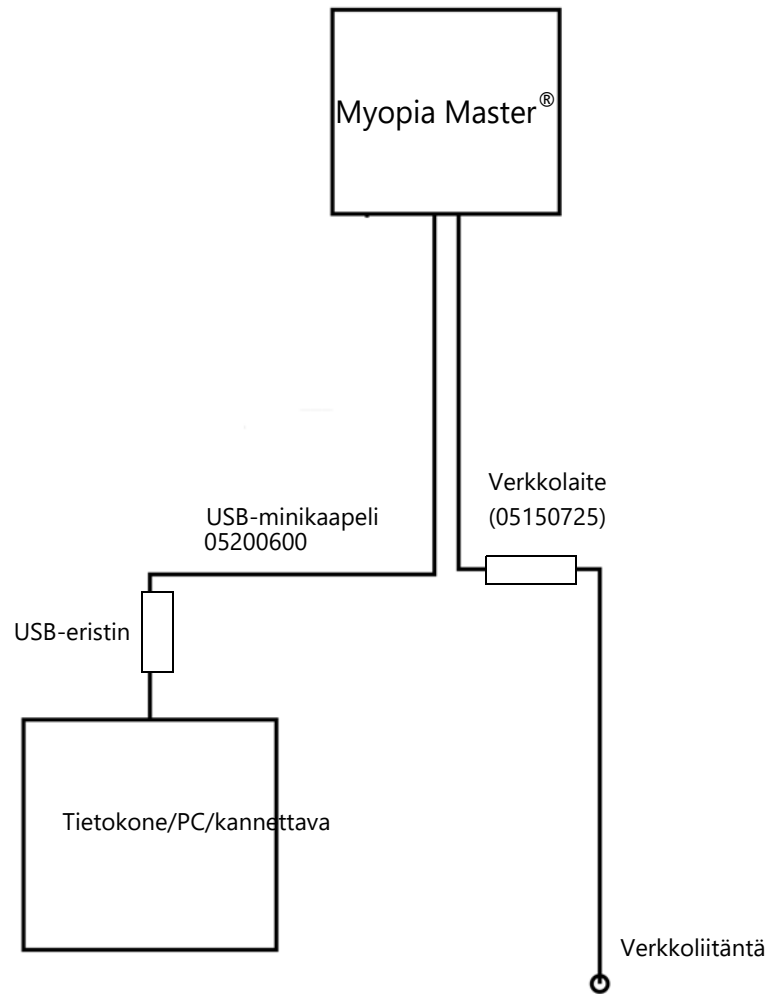 Myopia Master®
Verkkolaite
(05150725)
USB-minikaapeli
05200600
USB-eristin
Tietokone/PC/kannettava
Verkkoliitäntä